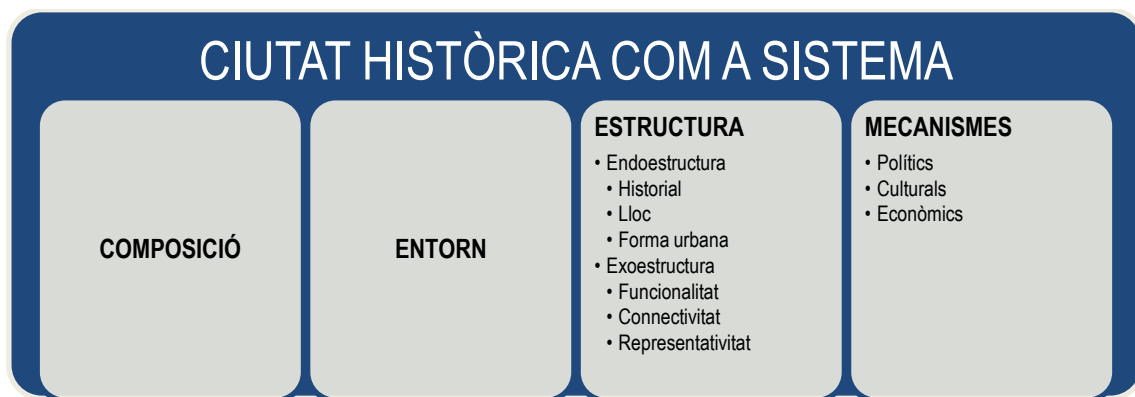 CIUTAT HISTÒRICA COM A SISTEMA
COMPOSICIÓ
ENTORN
ESTRUCTURA
• Endoestructura
• Historial
• Lloc
• Forma urbana
• Exoestructura
• Funcionalitat
• Connectivitat
• Representativitat
MECANISMES
• Polítics
• Culturals
• Econòmics